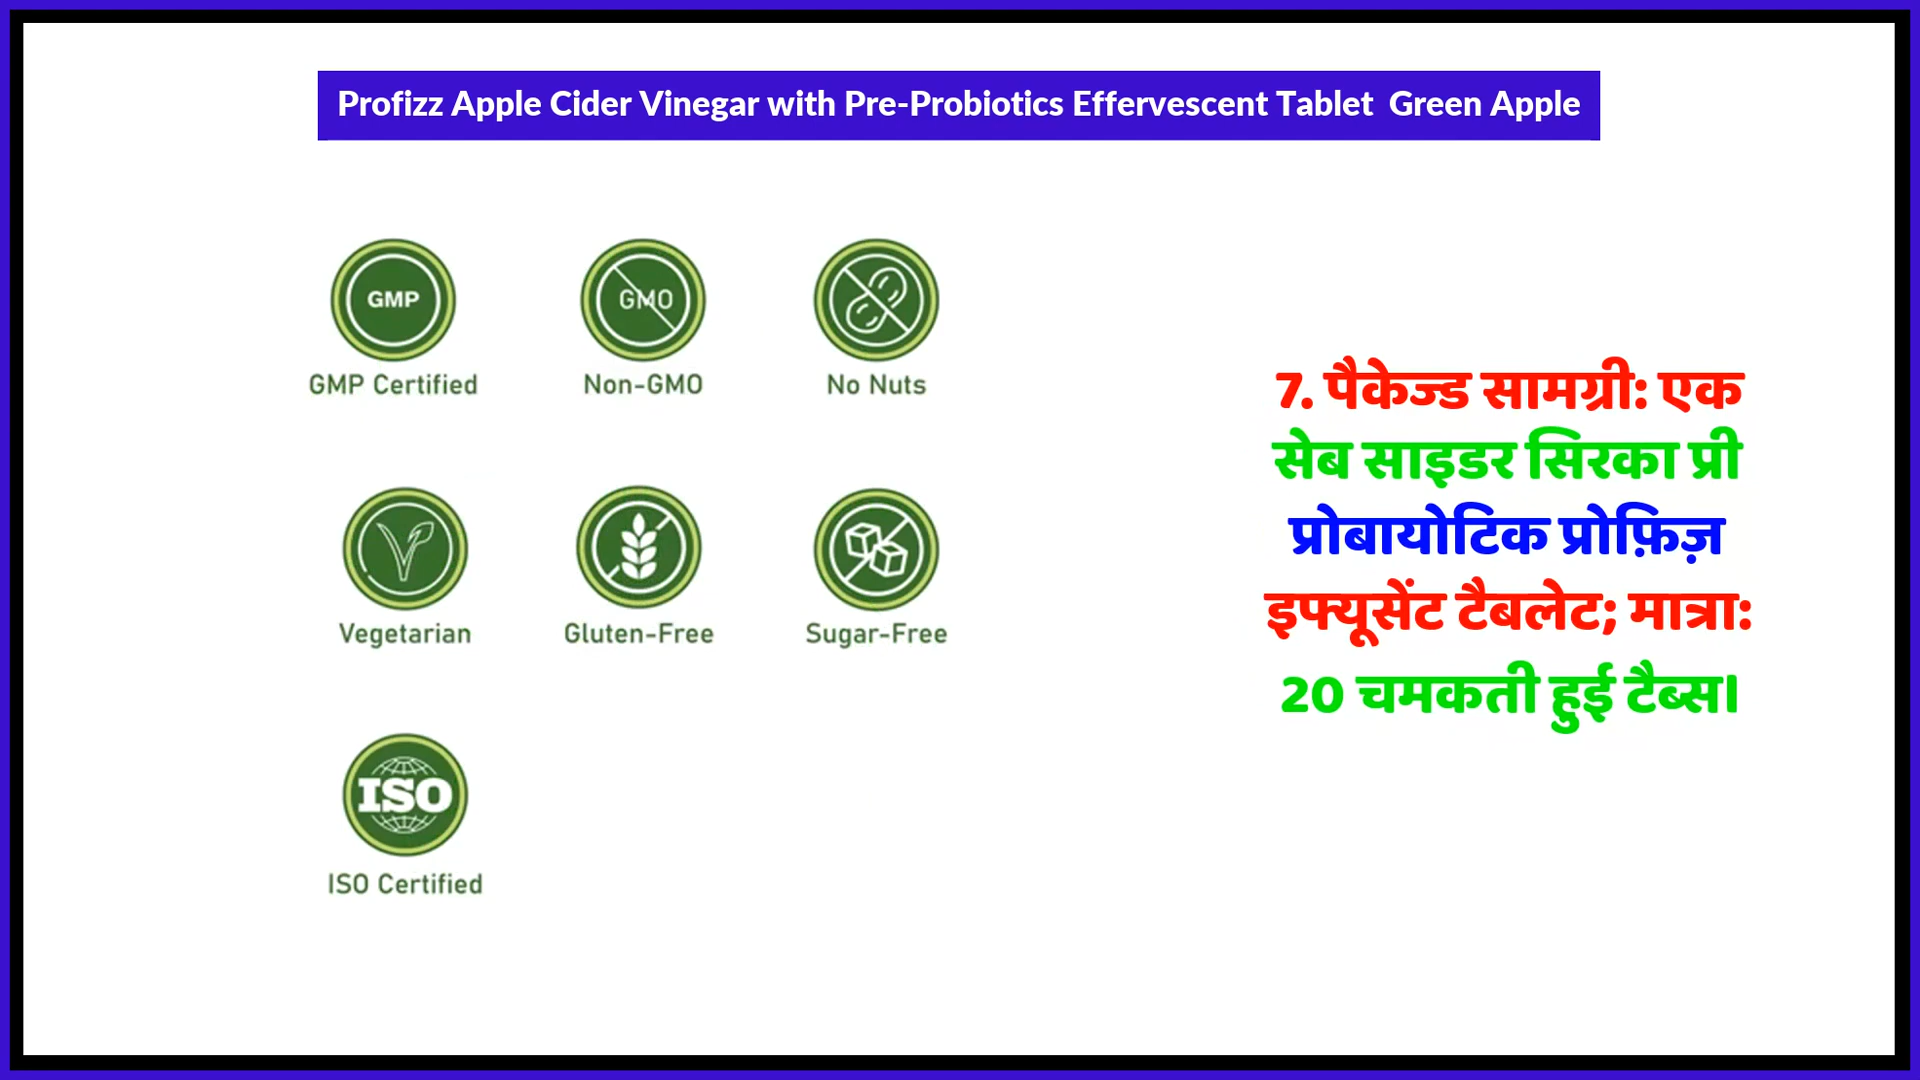 Profizz Apple Cider Vinegar with Pre-Probiotics Effervescent Tablet Green Apple
GMP
GMO
GMP Certified
Non-GMO
No Nuts
Vegetarian
Gluten-Free
Sugar-Free
ISO
ISO Certified
7. पैकेज्ड सामग्री: एक
सेब साइडर सिरका प्री
प्रोबायोटिक प्रोफ़िज़
इफ्यूसेंट टैबलेट; मात्रा:
20 चमकती हुई टैब्स।